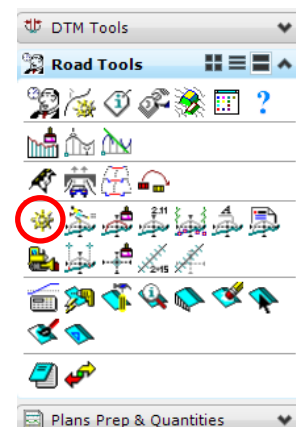 DTM Tools
Road Tools
?
2.11
A
2-15
Plans Prep & Quantities